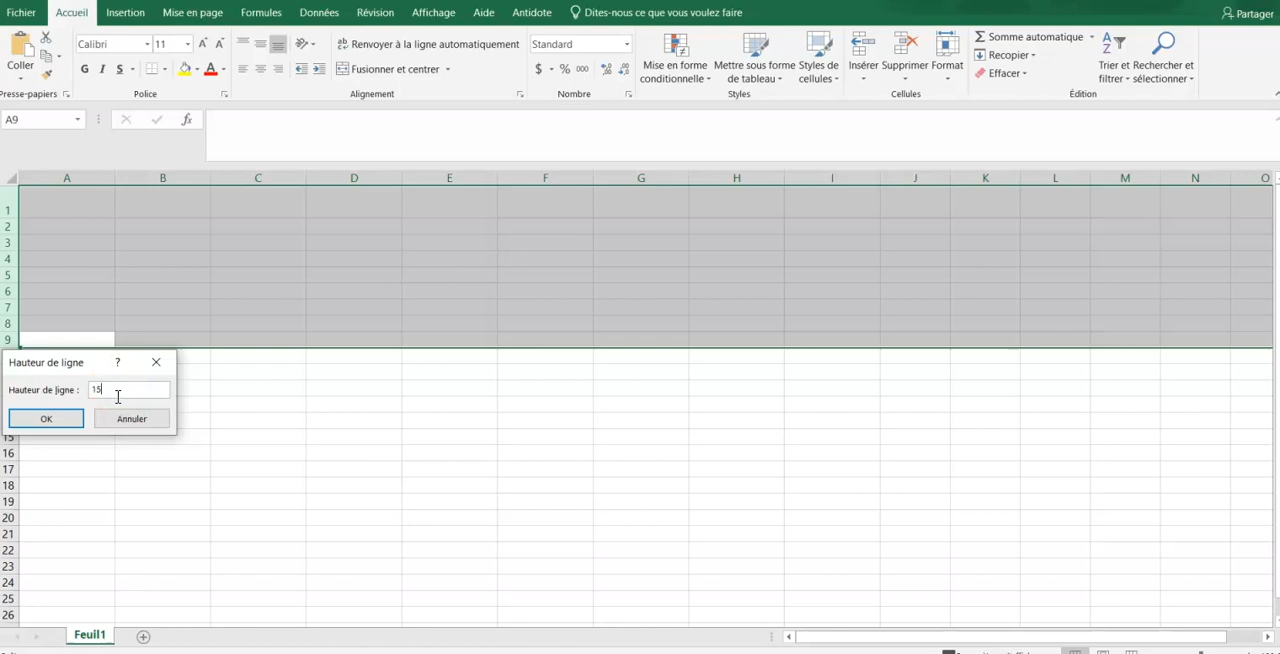 Fichier Accueil Insertion Mise en page Formules Données Révision Affichage Aide Antidote Dites-nous ce que vous voulez faire Partager
Calibri 11 Renvoyer à la ligne automatiquement Standard Somme automatique
Coller G I S A Fusionner et centrer $ % 000 Mise en forme conditionnelle Mettre sous forme de tableau Styles de cellules Insérer Supprimer Format Recopier Trier et filtrer Rechercher et sélectionner
Effacer
Presse-papiers Police Alignement Nombre Styles Cellules Édition
A9 fx
A B C D E F G H I J K L M N O
1
2
3
4
5
6
7
8
9
Hauteur de ligne ? ×
Hauteur de ligne : 15
OK Annuler
15
16
17
18
19
20
21
22
23
24
25
26
Feuil1